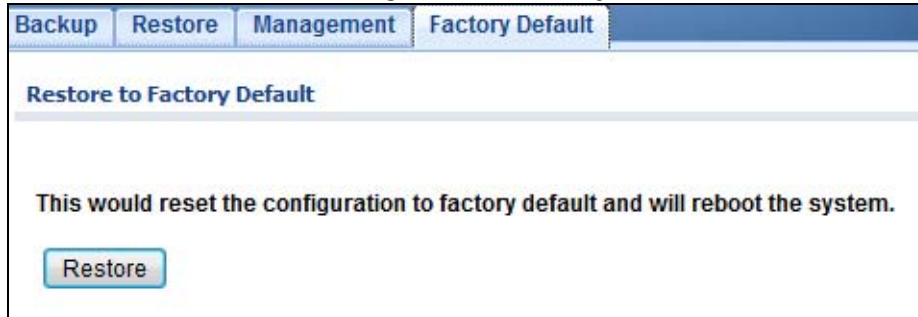 Backup Restore Management Factory Default
Restore to Factory Default
This would reset the configuration to factory default and will reboot the system.
Restore